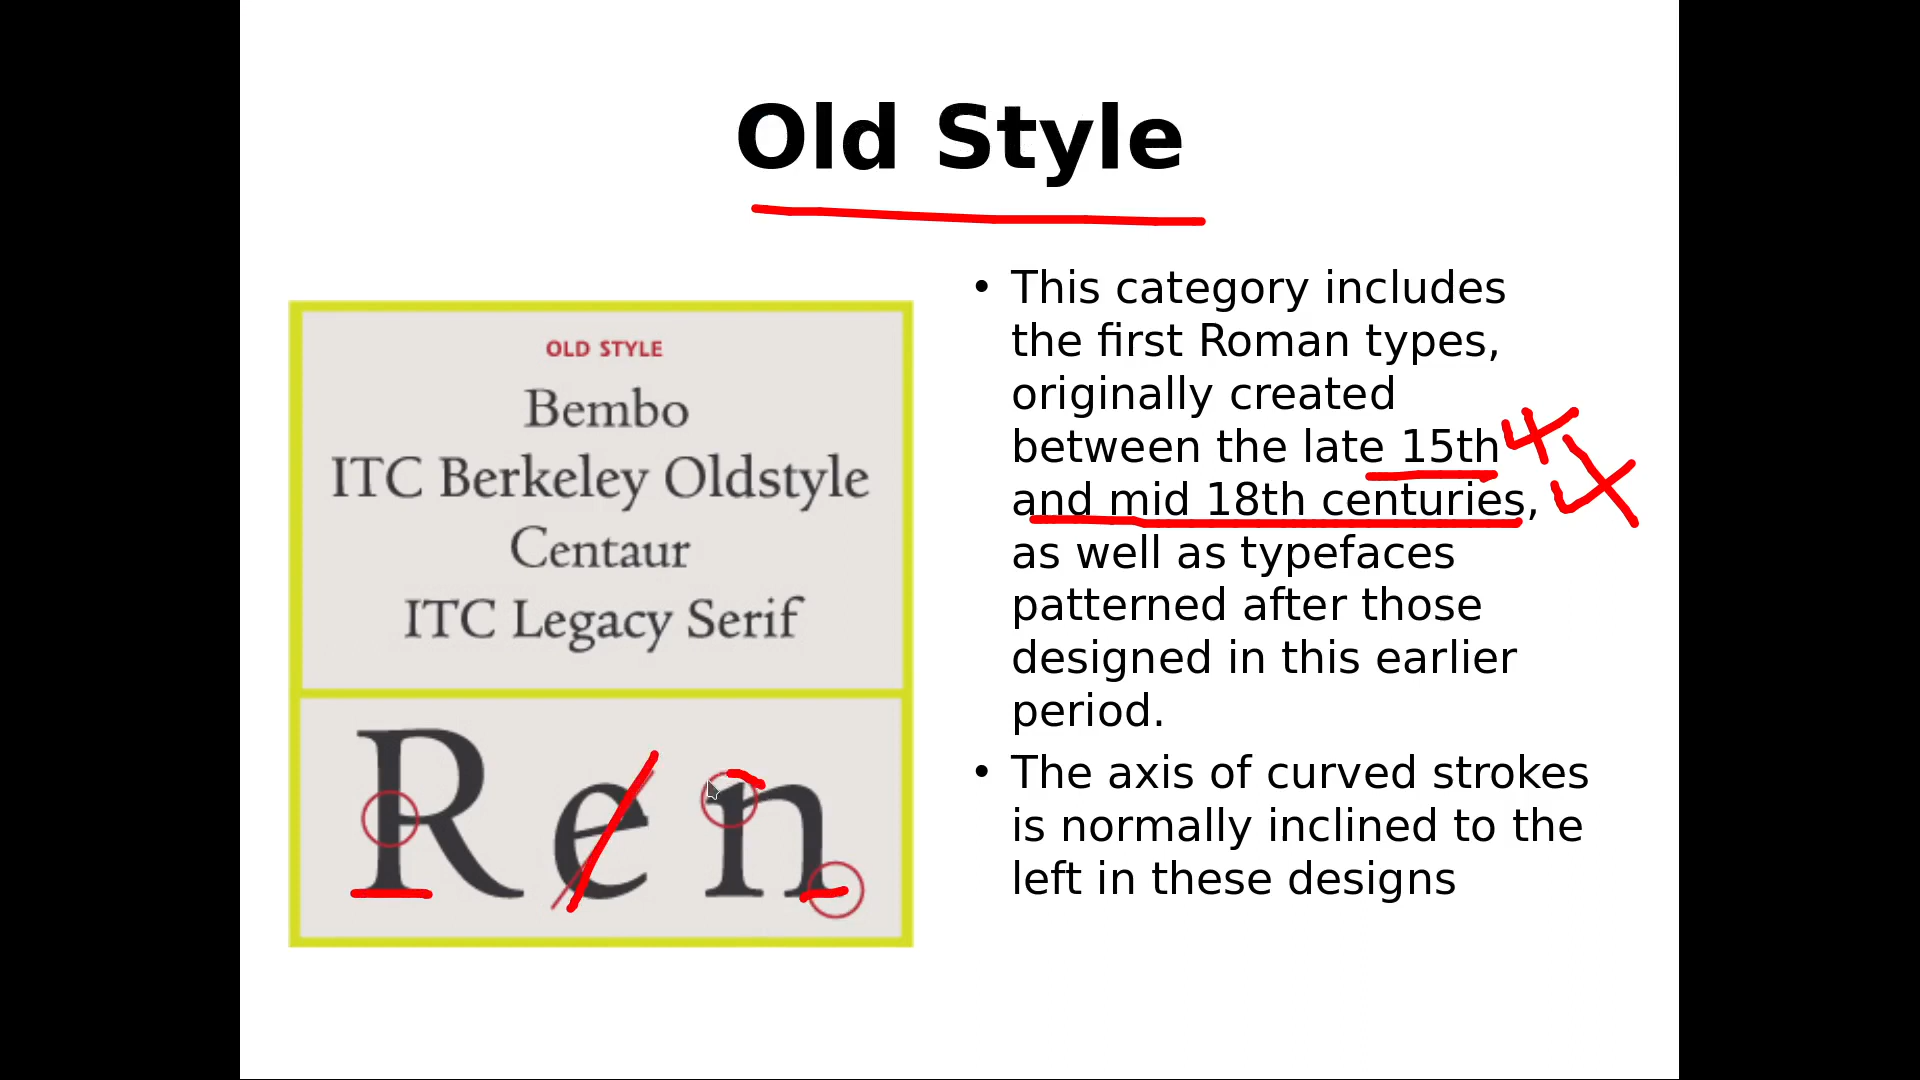 Old Style
OLD STYLE
Bembo
ITC Berkeley Oldstyle
Centaur
ITC Legacy Serif
R e n
• This category includes
the first Roman types,
originally created
between the late 15th
and mid 18th centuries,
as well as typefaces
patterned after those
designed in this earlier
period.
• The axis of curved strokes
is normally inclined to the
left in these designs